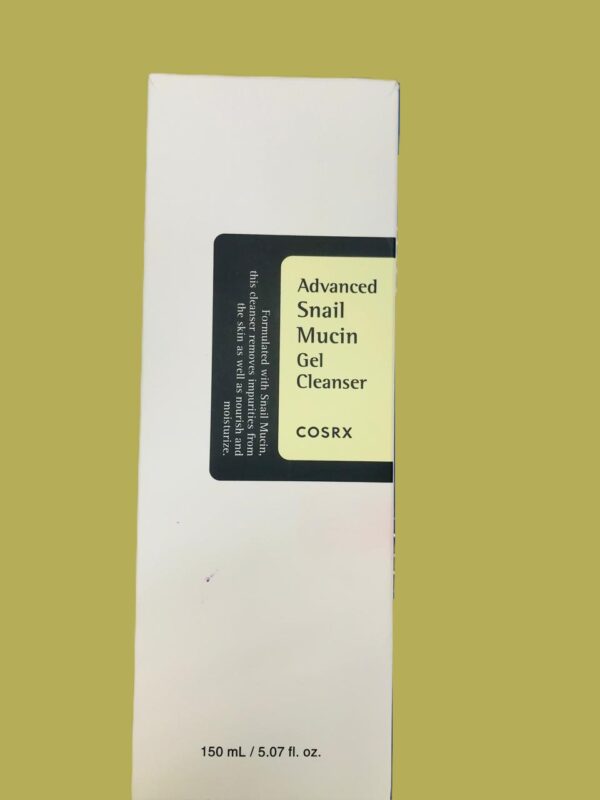 Advanced
Snail
Mucin
Gel
Cleanser
COSRX
Formulated with Snail Mucin,
this cleanser removes impurities from
the skin as well as nourish and
moisturize.
150 mL / 5.07 fl. oz.